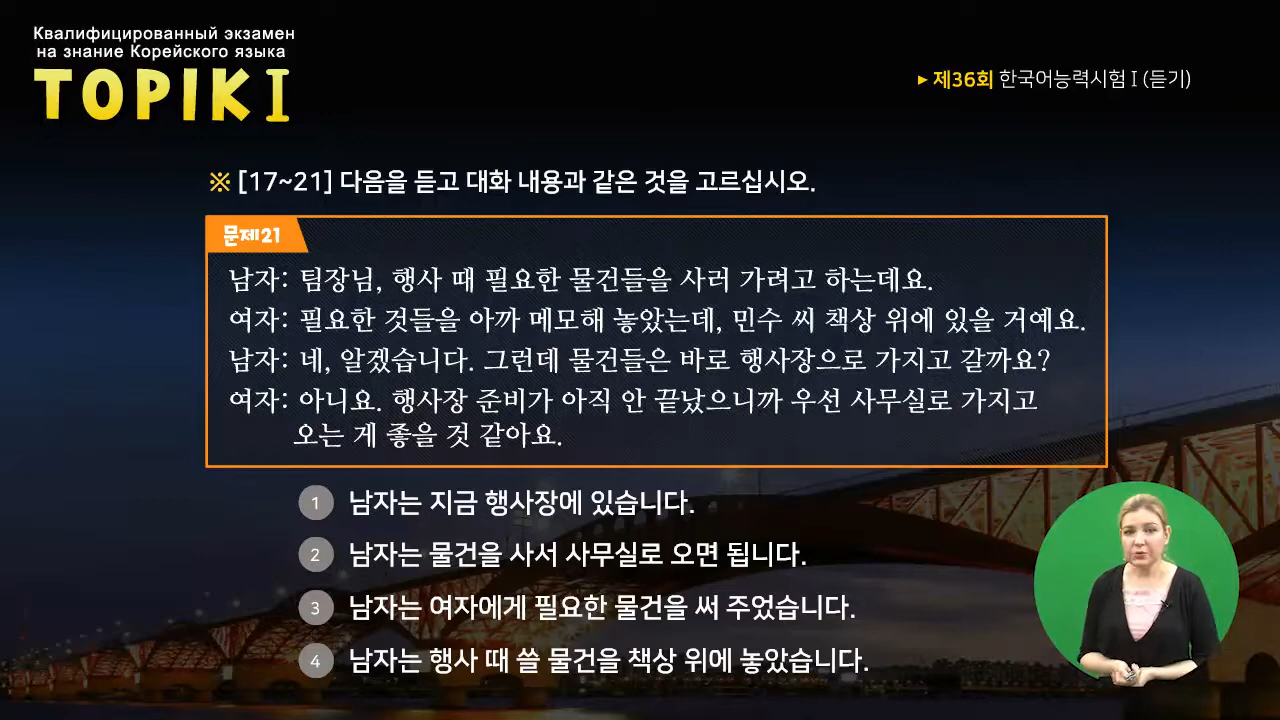 Квалифицированный экзамен
на знание Корейского языка
TOPIK I
▶ 제36회 한국어능력시험 I (듣기)
※ [17~21] 다음을 듣고 대화 내용과 같은 것을 고르십시오.
문제21
남자: 팀장님, 행사 때 필요한 물건들을 사러 가려고 하는데요.
여자: 필요한 것들을 아까 메모해 놓았는데, 민수 씨 책상 위에 있을 거예요.
남자: 네, 알겠습니다. 그런데 물건들은 바로 행사장으로 가지고 갈까요?
여자: 아니요. 행사장 준비가 아직 안 끝났으니까 우선 사무실로 가지고
오는 게 좋을 것 같아요.
1 남자는 지금 행사장에 있습니다.
2 남자는 물건을 사서 사무실로 오면 됩니다.
3 남자는 여자에게 필요한 물건을 써 주었습니다.
4 남자는 행사 때 쓸 물건을 책상 위에 놓았습니다.